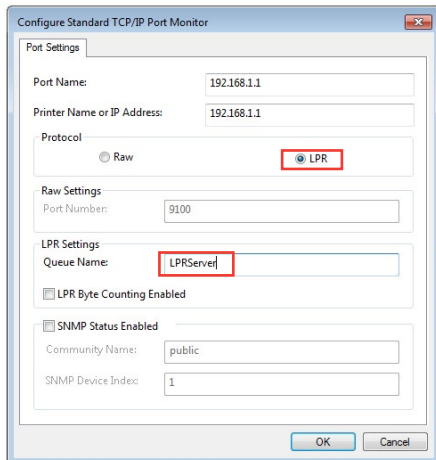 Configure Standard TCP/IP Port Monitor
Port Settings
Port Name: 192.168.1.1
Printer Name or IP Address: 192.168.1.1
Protocol
Raw LPR
Raw Settings
Port Number: 9100
LPR Settings
Queue Name: LPRServer
LPR Byte Counting Enabled
SNMP Status Enabled
Community Name: public
SNMP Device Index: 1
OK Cancel